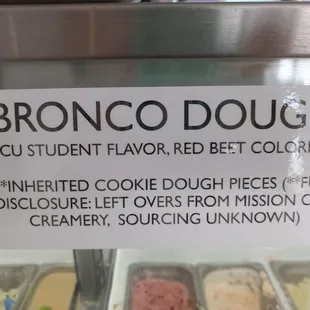 BRONCO DOUG
CU STUDENT FLAVOR, RED BEET COLOR
*INHERITED COOKIE DOUGH PIECES (**F
DISCLOSURE: LEFT OVERS FROM MISSION C
CREAMERY, SOURCING UNKNOWN)